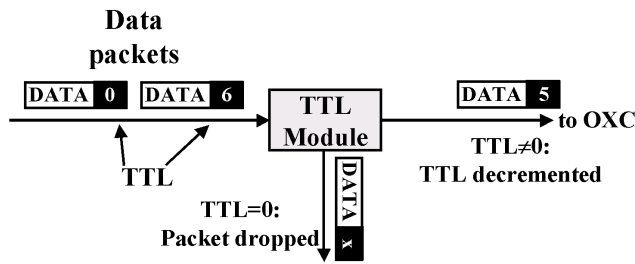 Data
packets
DATA 0
DATA 6
TTL
Module
DATA 5
to OXC
TTL
TTL≠0:
TTL decremented
TTL=0:
Packet dropped
DATA x